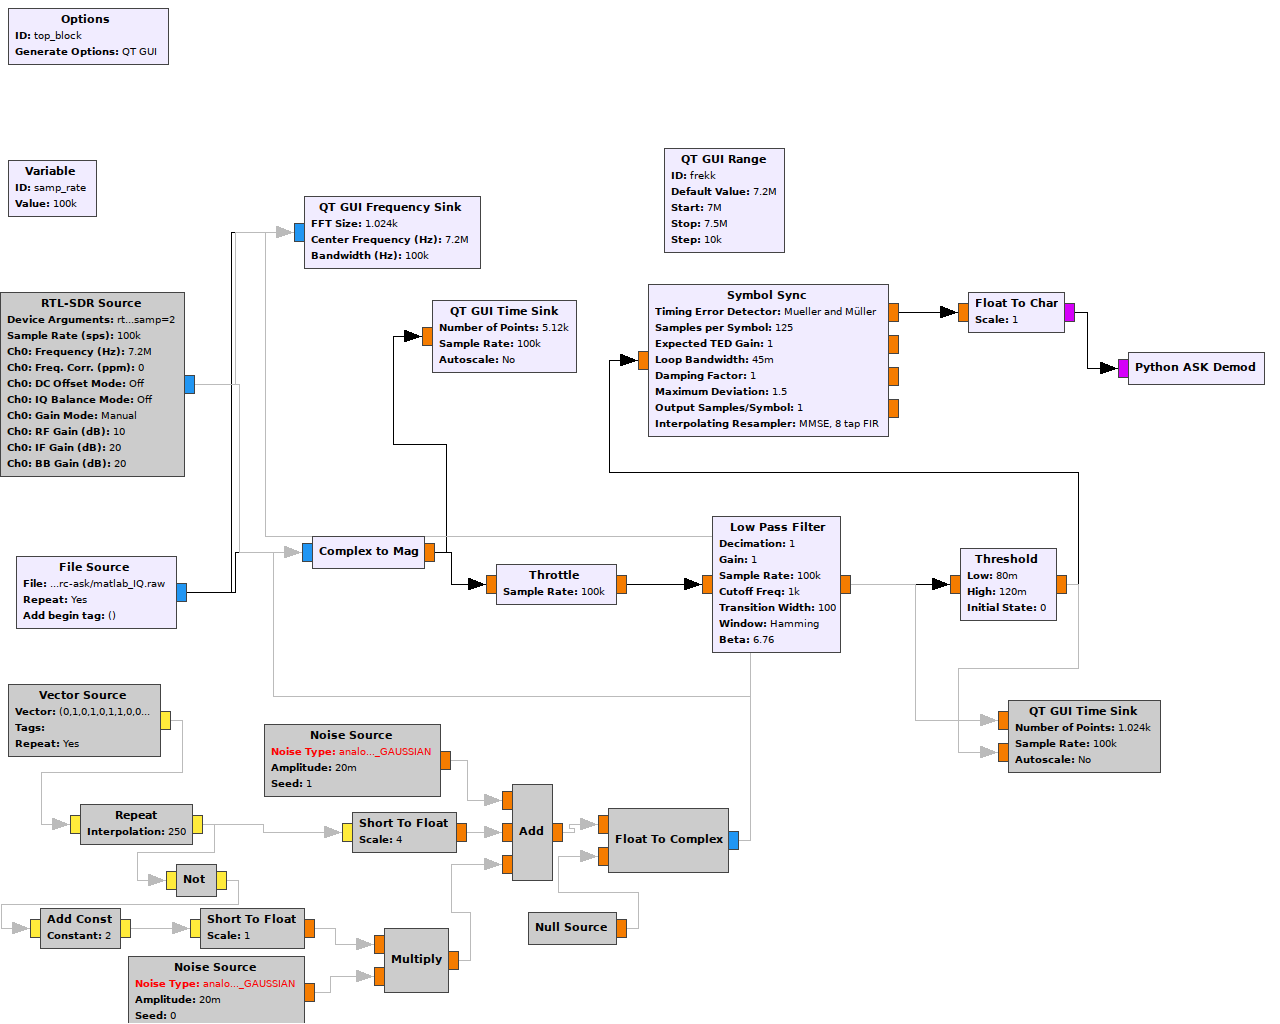 Options
ID: top_block
Generate Options: QT GUI
Variable
ID: samp_rate
Value: 100k
QT GUI Range
ID: frekk
Default Value: 7.2M
Start: 7M
Stop: 7.5M
Step: 10k
QT GUI Frequency Sink
FFT Size: 1.024k
Center Frequency (Hz): 7.2M
Bandwidth (Hz): 100k
RTL-SDR Source
Device Arguments: rt...samp=2
Sample Rate (sps): 100k
Ch0: Frequency (Hz): 7.2M
Ch0: Freq. Corr. (ppm): 0
Ch0: DC Offset Mode: Off
Ch0: IQ Balance Mode: Off
Ch0: Gain Mode: Manual
Ch0: RF Gain (dB): 10
Ch0: IF Gain (dB): 20
Ch0: BB Gain (dB): 20
QT GUI Time Sink
Number of Points: 5.12k
Sample Rate: 100k
Autoscale: No
Symbol Sync
Timing Error Detector: Mueller and Müller
Samples per Symbol: 125
Expected TED Gain: 1
Loop Bandwidth: 45m
Damping Factor: 1
Maximum Deviation: 1.5
Output Samples/Symbol: 1
Interpolating Resampler: MMSE, 8 tap FIR
Float To Char
Scale: 1
Python ASK Demod
File Source
File: ...rc-ask/matlab_IQ.raw
Repeat: Yes
Add begin tag: ()
Complex to Mag
Throttle
Sample Rate: 100k
Low Pass Filter
Decimation: 1
Gain: 1
Sample Rate: 100k
Cutoff Freq: 1k
Transition Width: 100
Window: Hamming
Beta: 6.76
Threshold
Low: 80m
High: 120m
Initial State: 0
Vector Source
Vector: (0,1,0,1,0,1,1,0,0...
Tags:
Repeat: Yes
Noise Source
Noise Type: analo..._GAUSSIAN
Amplitude: 20m
Seed: 1
QT GUI Time Sink
Number of Points: 1.024k
Sample Rate: 100k
Autoscale: No
Repeat
Interpolation: 250
Short To Float
Scale: 4
Add
Float To Complex
Not
Add Const
Constant: 2
Short To Float
Scale: 1
Null Source
Multiply
Noise Source
Noise Type: analo..._GAUSSIAN
Amplitude: 20m
Seed: 0